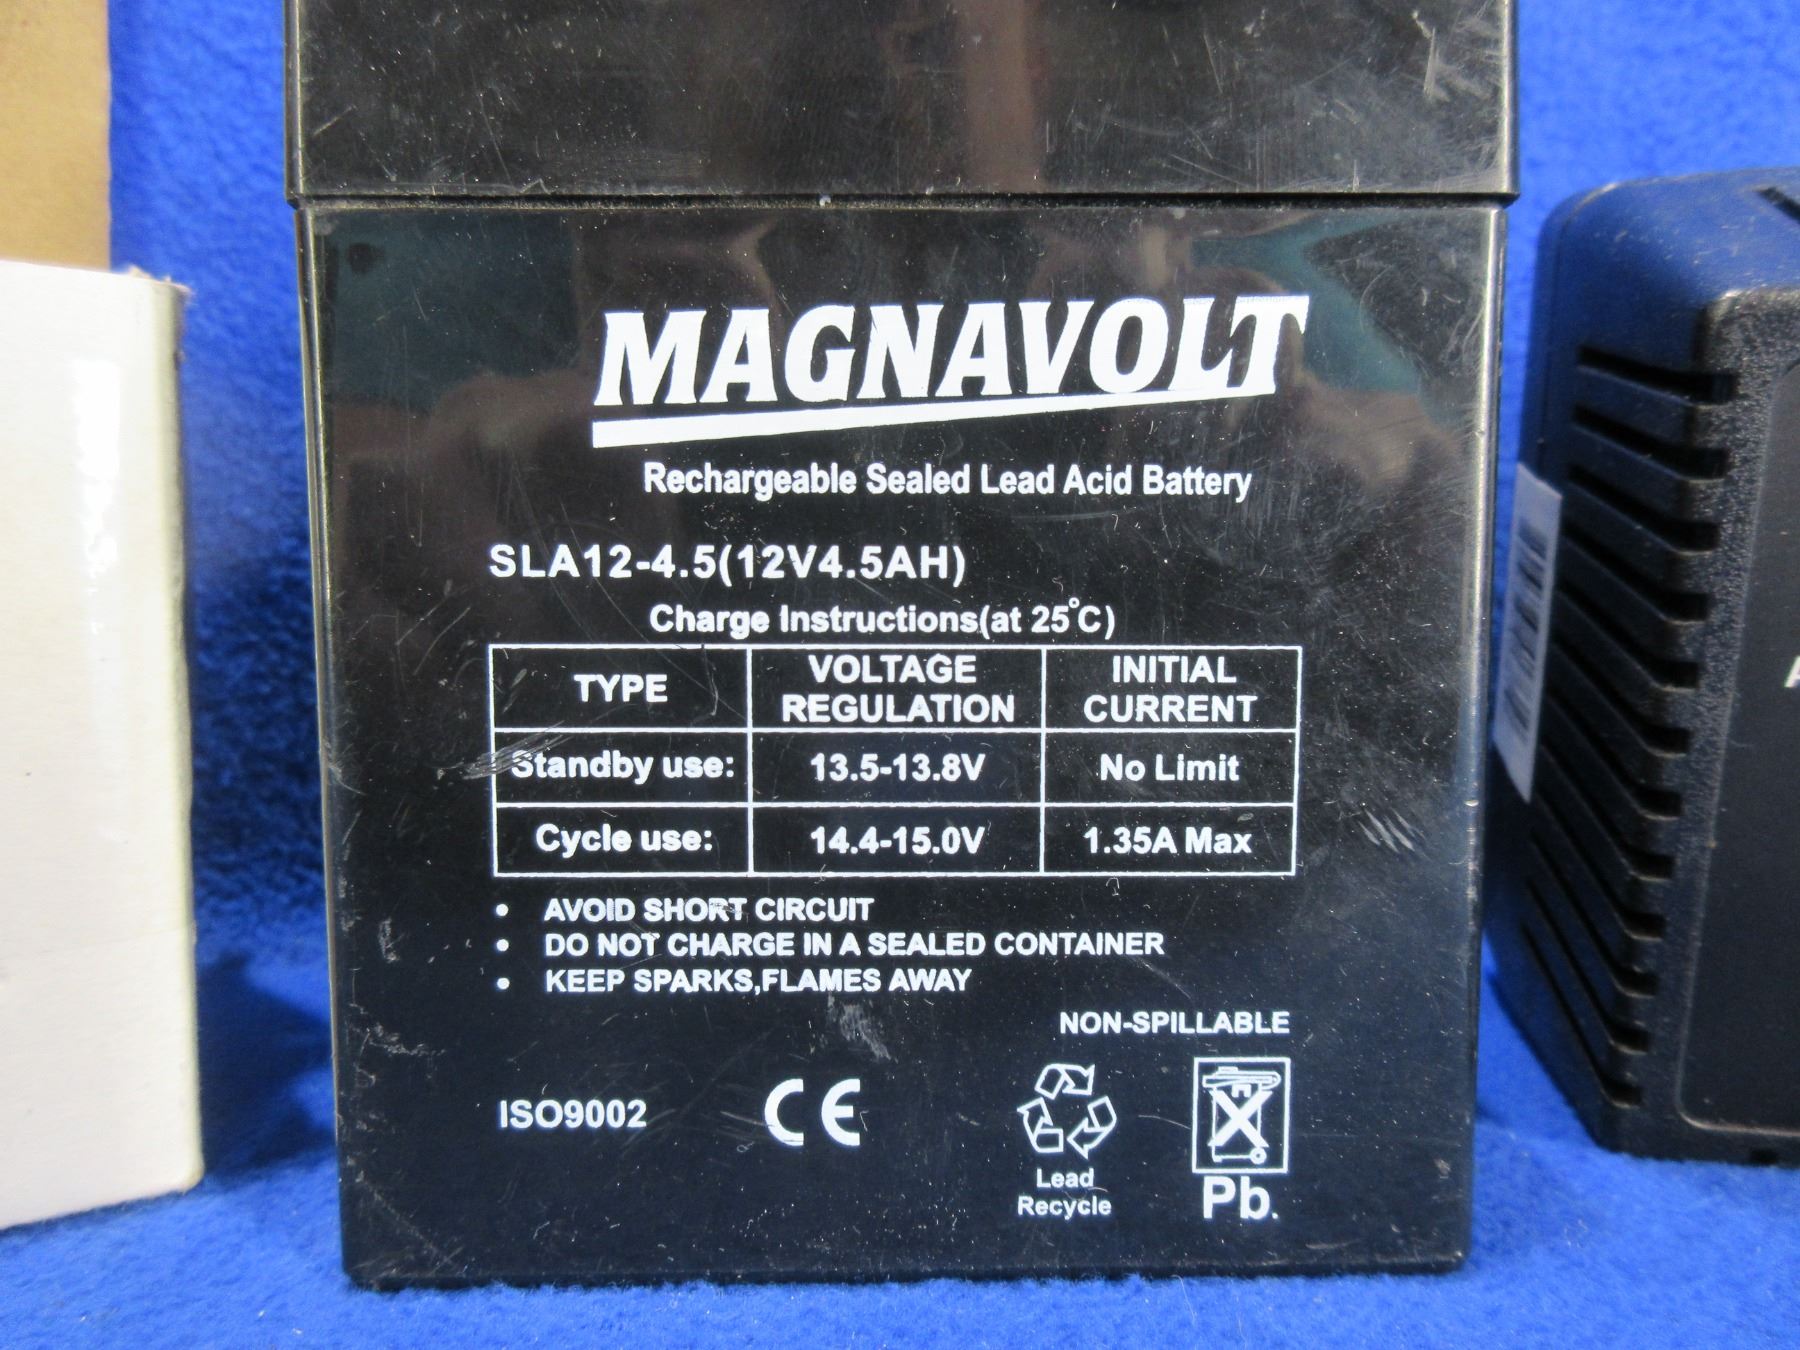 MAGNAVOLT
Rechargeable Sealed Lead Acid Battery
SLA12-4.5(12V4.5AH)
Charge Instructions(at 25°C)
TYPE VOLTAGE REGULATION INITIAL CURRENT
Standby use: 13.5-13.8V No Limit
Cycle use: 14.4-15.0V 1.35A Max
• AVOID SHORT CIRCUIT
• DO NOT CHARGE IN A SEALED CONTAINER
• KEEP SPARKS,FLAMES AWAY
NON-SPILLABLE
ISO9002 CE
Lead
Recycle
Pb.